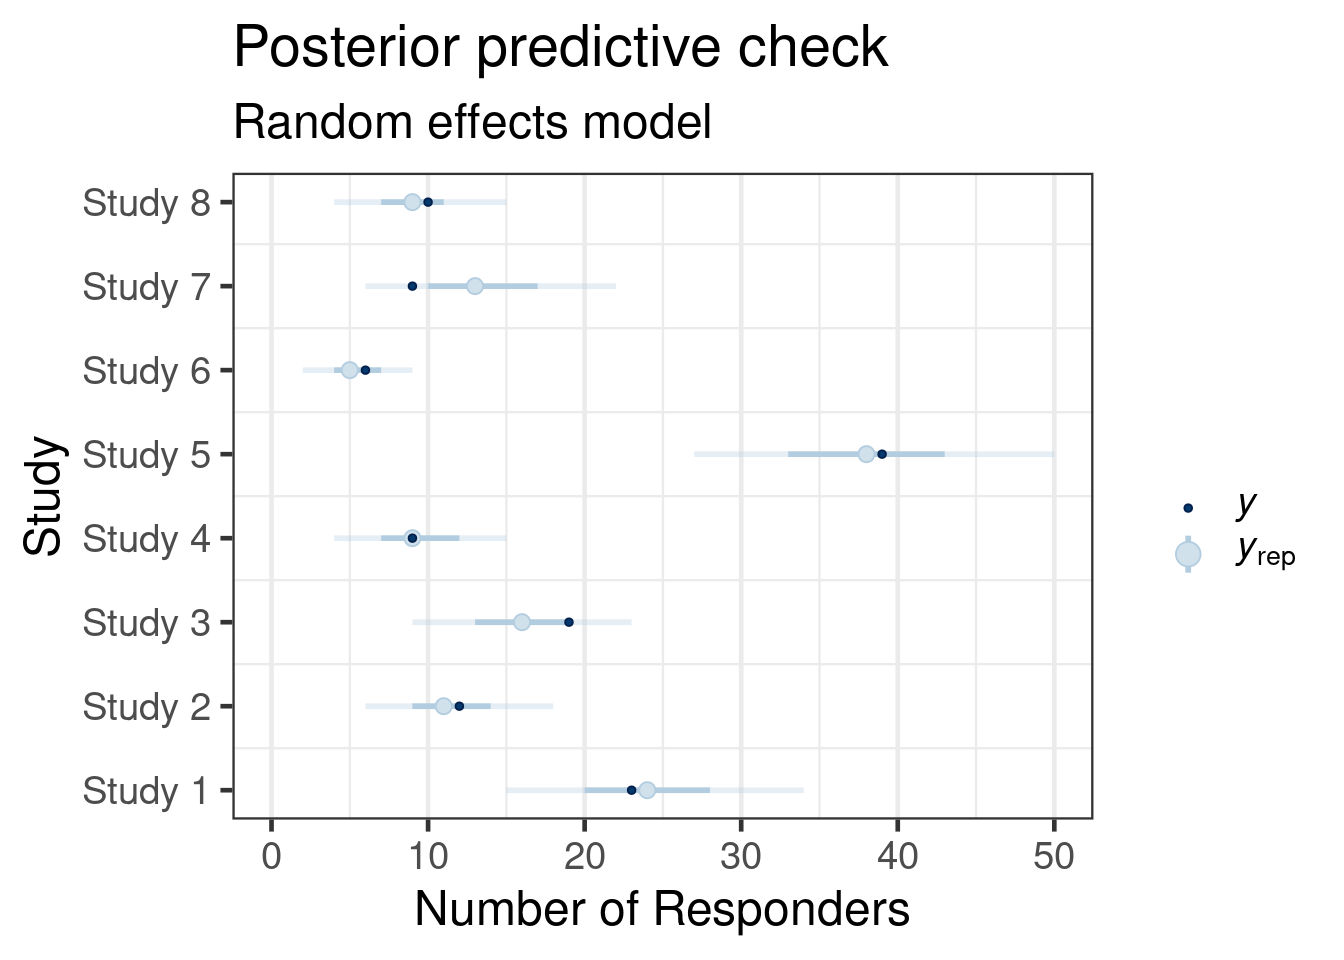 Posterior predictive check
Random effects model
Study
Study 8
Study 7
Study 6
Study 5
Study 4
Study 3
Study 2
Study 1
0 10 20 30 40 50
Number of Responders
y
yrep